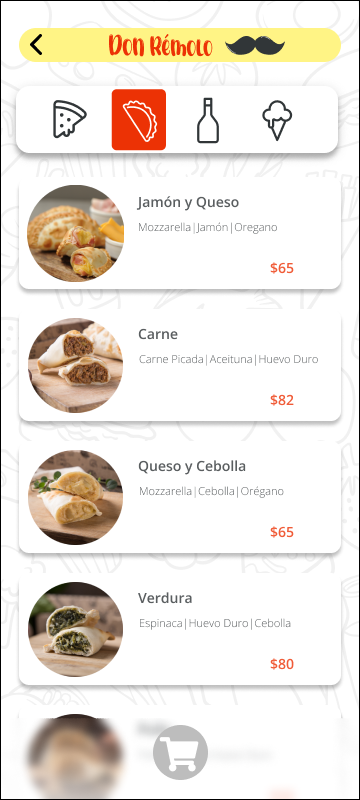 Don Rémolo
Jamón y Queso
Mozzarella|Jamón|Oregano
$65
Carne
Carne Picada|Aceituna|Huevo Duro
$82
Queso y Cebolla
Mozzarella|Cebolla|Orégano
$65
Verdura
Espinaca|Huevo Duro|Cebolla
$80